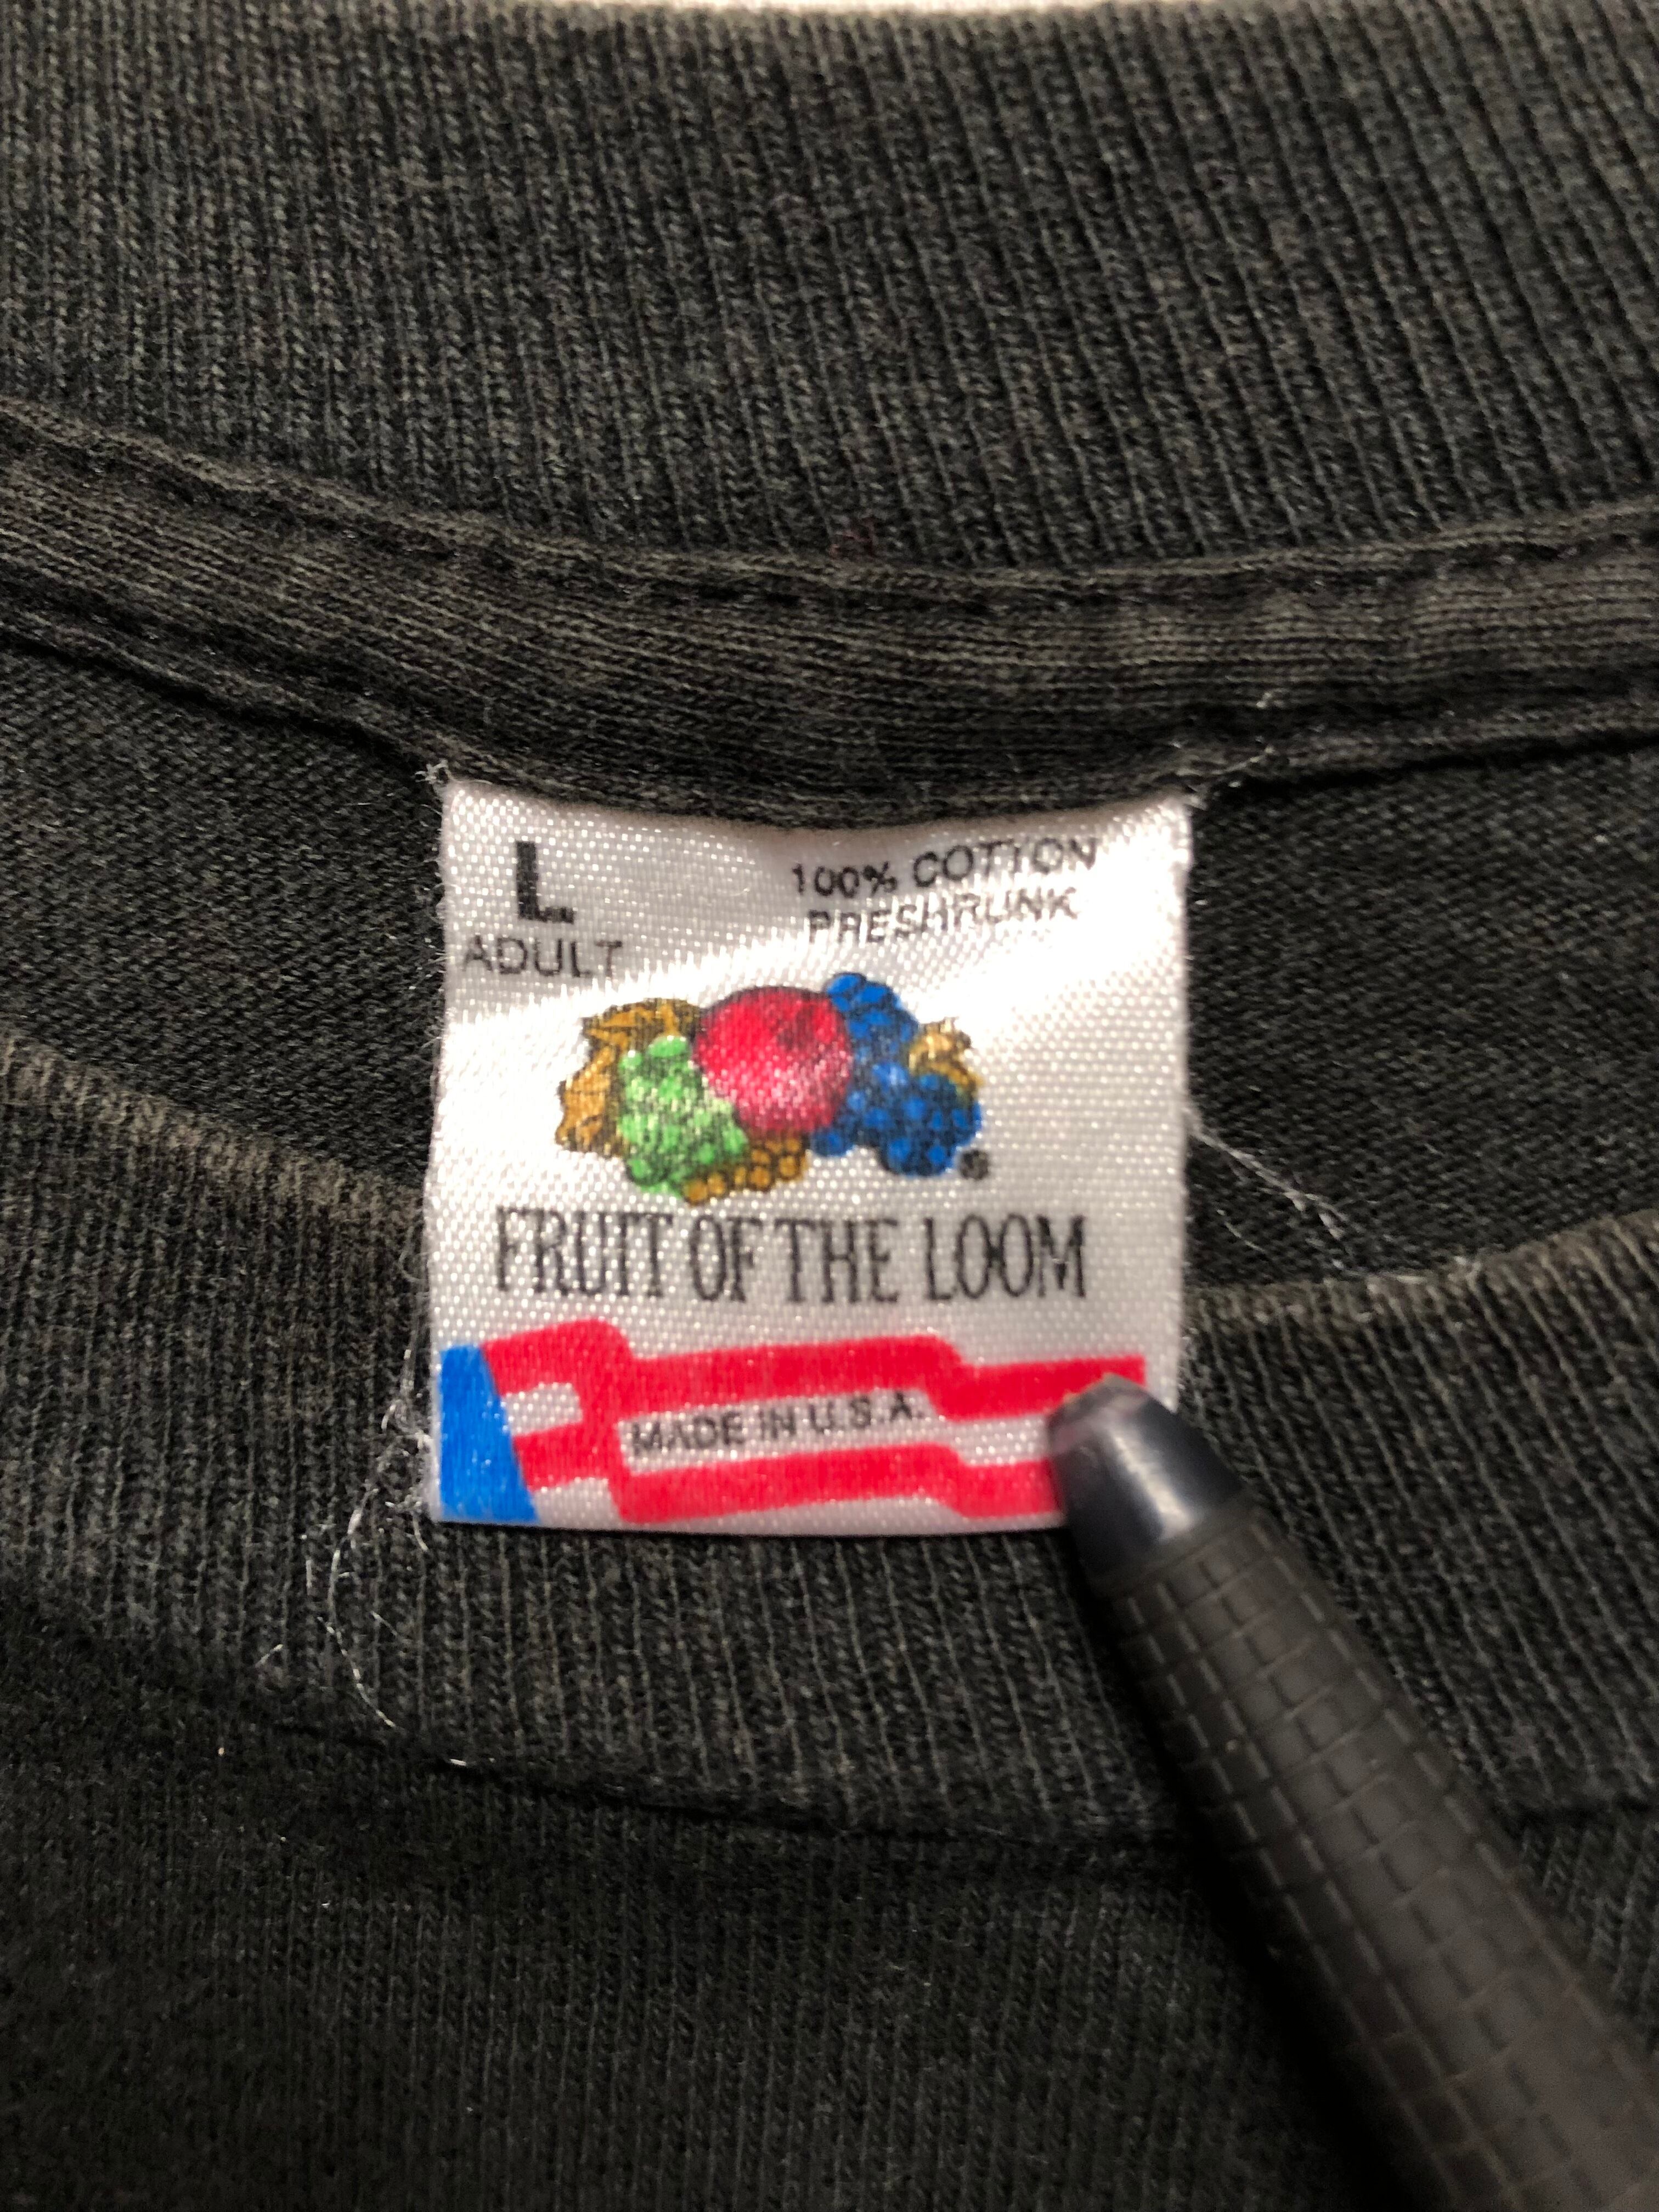 L
ADULT
100% COTTON
PRESHRUNK
®
FRUIT OF THE LOOM
MADE IN U.S.A.